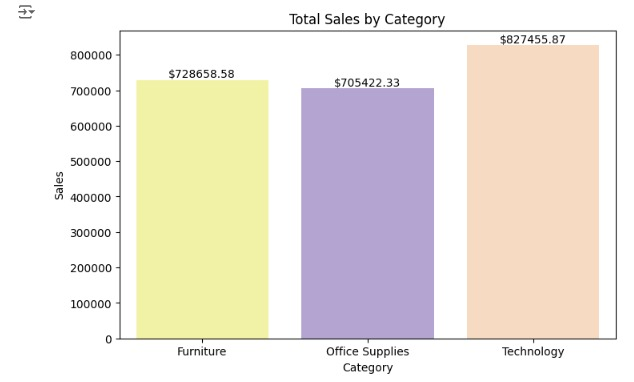 Total Sales by Category
$827455.87
$728658.58
$705422.33
800000
700000
600000
500000
400000
300000
200000
100000
0
Sales
Furniture
Office Supplies
Technology
Category